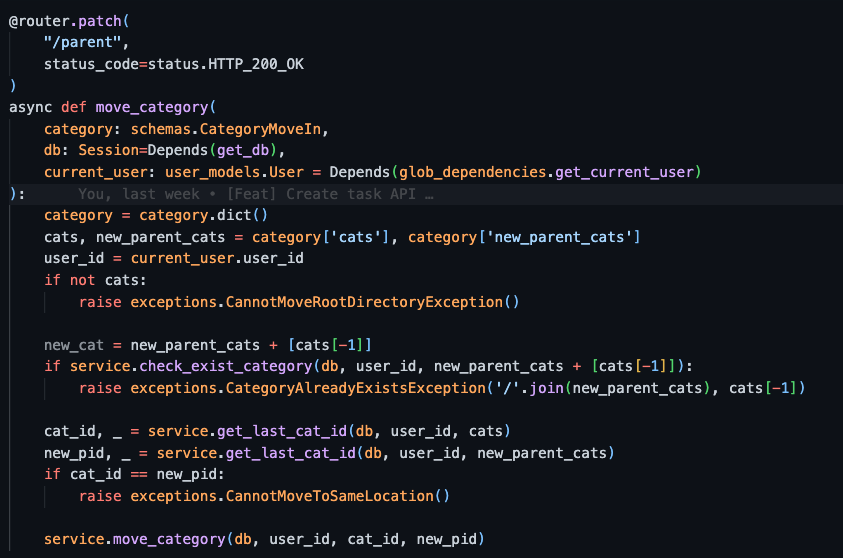 @router.patch(
    "/parent",
    status_code=status.HTTP_200_OK
)
async def move_category(
    category: schemas.CategoryMoveIn,
    db: Session=Depends(get_db),
    current_user: user_models.User = Depends(glob_dependencies.get_current_user)
):      You, last week • [Feat] Create task API …
    category = category.dict()
    cats, new_parent_cats = category['cats'], category['new_parent_cats']
    user_id = current_user.user_id
    if not cats:
        raise exceptions.CannotMoveRootDirectoryException()

    new_cat = new_parent_cats + [cats[-1]]
    if service.check_exist_category(db, user_id, new_parent_cats + [cats[-1]]):
        raise exceptions.CategoryAlreadyExistsException('/'.join(new_parent_cats), cats[-1])

    cat_id, _ = service.get_last_cat_id(db, user_id, cats)
    new_pid, _ = service.get_last_cat_id(db, user_id, new_parent_cats)
    if cat_id == new_pid:
        raise exceptions.CannotMoveToSameLocation()

    service.move_category(db, user_id, cat_id, new_pid)